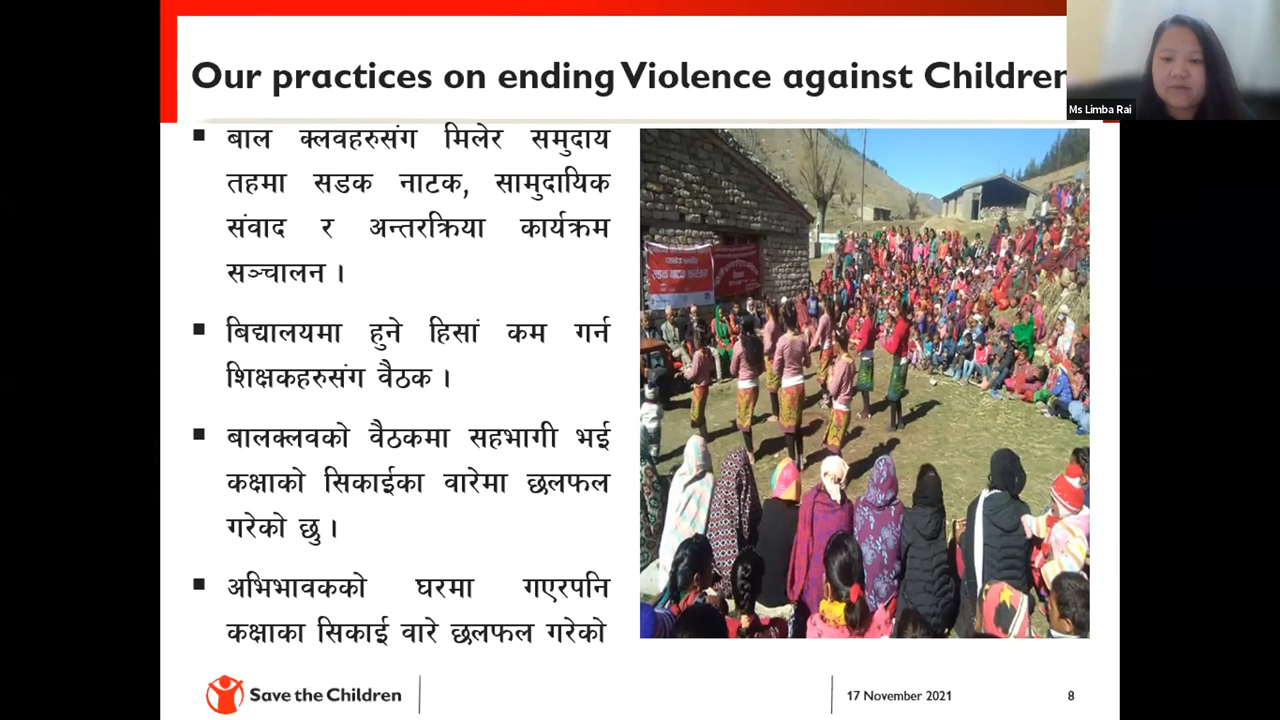 Our practices on ending Violence against Children
Ms Limba Rai
बाल क्लवहरुसंग मिलेर समुदाय
तहमा सडक नाटक, सामुदायिक
संवाद र अन्तरक्रिया कार्यक्रम
सञ्चालन ।
बिद्यालयमा हुने हिसां कम गर्न
शिक्षकहरुसंग वैठक ।
बालक्लवको वैठकमा सहभागी भई
कक्षाको सिकाईका वारेमा छलफल
गरेको छु ।
अभिभावकको घरमा गएरपनि
कक्षाका सिकाई वारे छलफल गरेको
सडक नाटक
Save the Children
17 November 2021
8